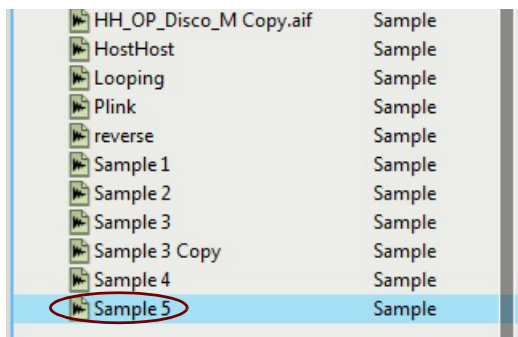 HH_OP_Disco_M Copy.aif Sample
HostHost Sample
Looping Sample
Plink Sample
reverse Sample
Sample 1 Sample
Sample 2 Sample
Sample 3 Sample
Sample 3 Copy Sample
Sample 4 Sample
Sample 5 Sample